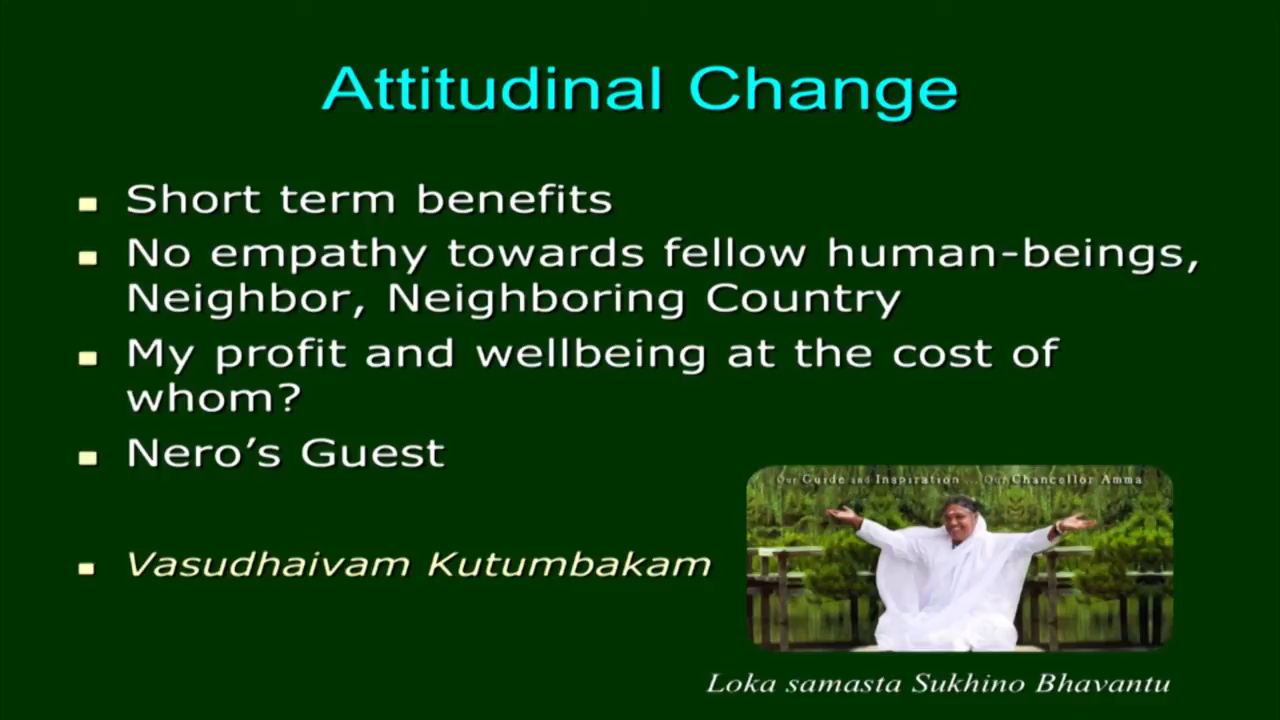 Attitudinal Change
Short term benefits
No empathy towards fellow human-beings,
Neighbor, Neighboring Country
My profit and wellbeing at the cost of
whom?
Nero's Guest
Our Guide and Inspiration ... Our Chancellor Amma
Vasudhaivam Kutumbakam
Loka samasta Sukhino Bhavantu